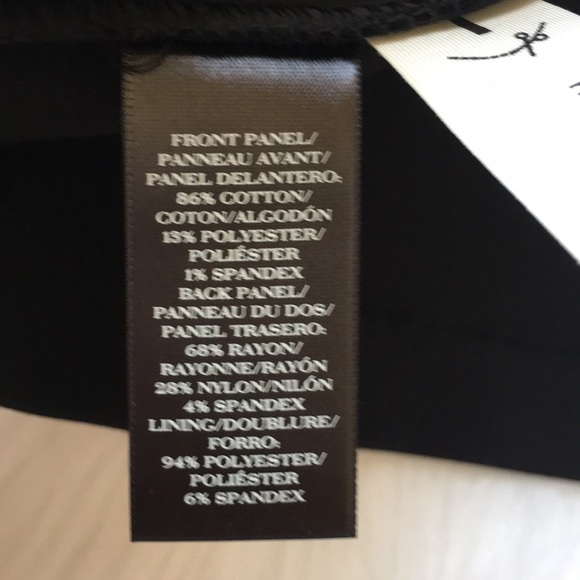 FRONT PANEL/
PANNEAU AVANT/
PANEL DELANTERO:
86% COTTON/
COTON/ALGODÓN
13% POLYESTER/
POLIÉSTER
1% SPANDEX
BACK PANEL/
PANNEAU DU DOS/
PANEL TRASERO:
68% RAYON/
RAYONNE/RAYÓN
28% NYLON/NILÓN
4% SPANDEX
LINING/DOUBLURE/
FORRO:
94% POLYESTER/
POLIÉSTER
6% SPANDEX